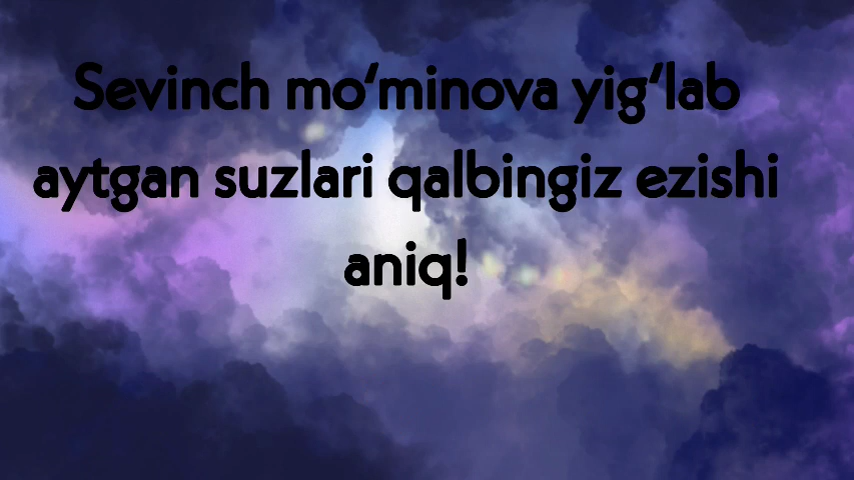 Sevinch mo‘minova yig‘lab
aytgan suzlari qalbingiz ezishi
aniq!